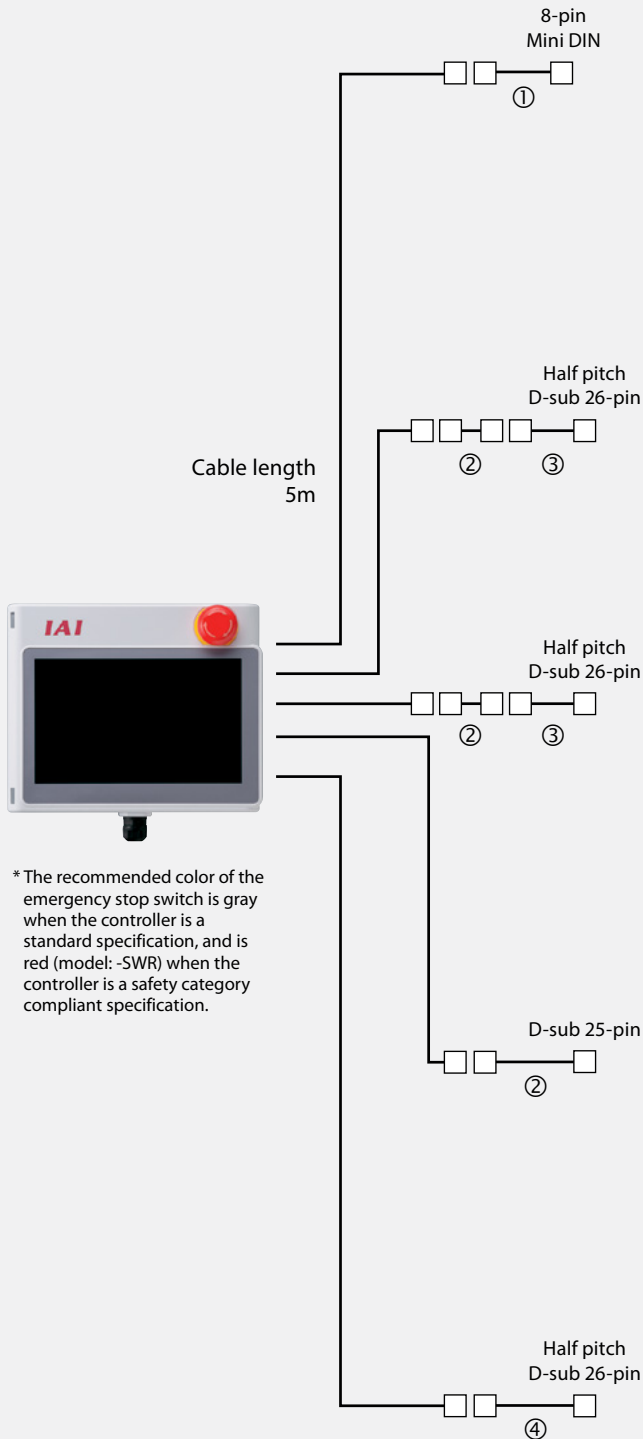 8-pin
Mini DIN
①
Half pitch
D-sub 26-pin
② ③
Cable length
5m
IAI
Half pitch
D-sub 26-pin
② ③
* The recommended color of the
emergency stop switch is gray
when the controller is a
standard specification, and is
red (model: -SWR) when the
controller is a safety category
compliant specification.
D-sub 25-pin
②
Half pitch
D-sub 26-pin
④